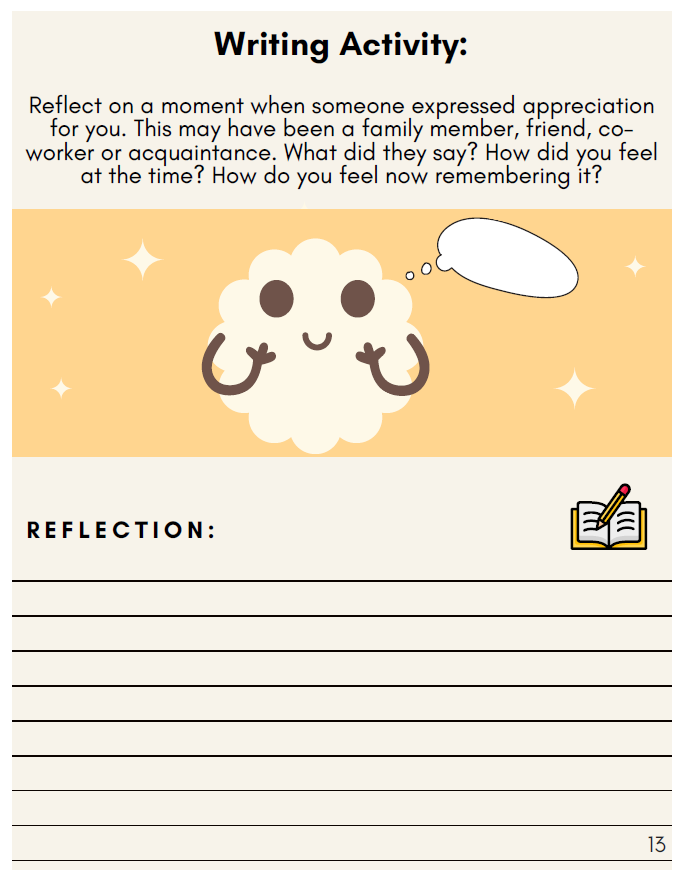 Writing Activity:
Reflect on a moment when someone expressed appreciation
for you. This may have been a family member, friend, co-
worker or acquaintance. What did they say? How did you feel
at the time? How do you feel now remembering it?
REFLECTION:
13